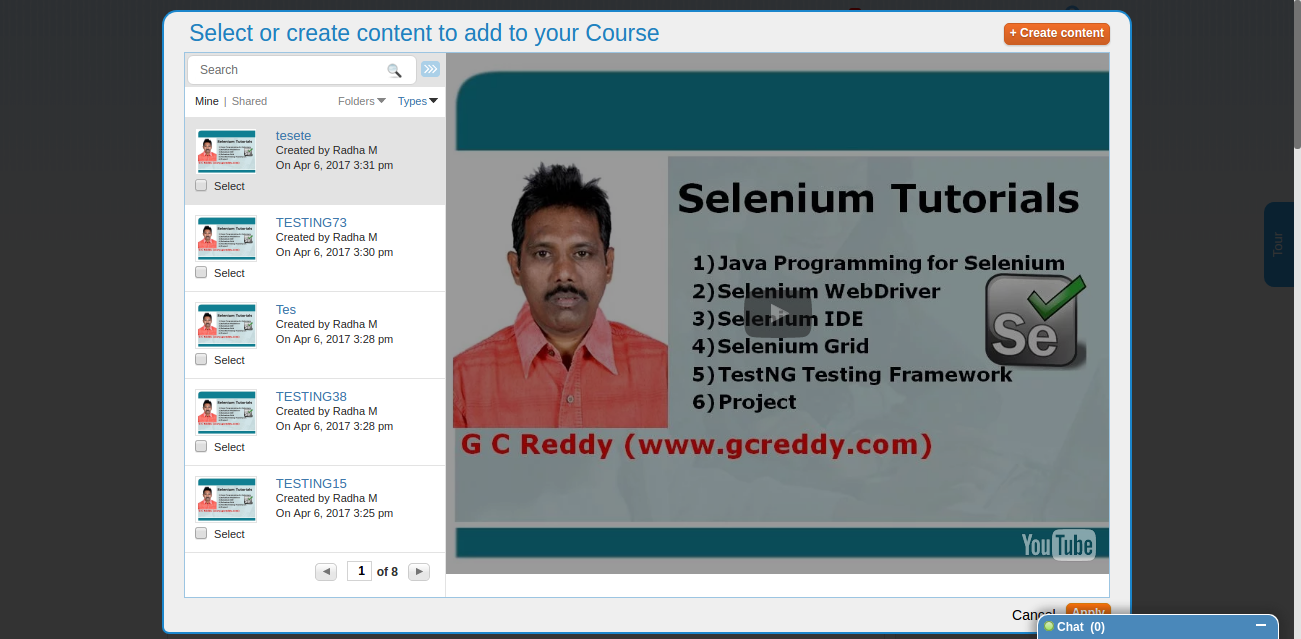 Select or create content to add to your Course
+ Create content
Search
Mine | Shared
Folders
Types
tesete
Created by Radha M
On Apr 6, 2017 3:31 pm
Select
TESTING73
Created by Radha M
On Apr 6, 2017 3:30 pm
Select
Tes
Created by Radha M
On Apr 6, 2017 3:28 pm
Select
TESTING38
Created by Radha M
On Apr 6, 2017 3:28 pm
Select
TESTING15
Created by Radha M
On Apr 6, 2017 3:25 pm
Select
1 of 8
Selenium Tutorials
1)Java Programming for Selenium
2)Selenium WebDriver
3)Selenium IDE
4)Selenium Grid
5)TestNG Testing Framework
6)Project
Se
G C Reddy (www.gcreddy.com)
YouTube
Tour
Cancel
Apply
Chat (0)